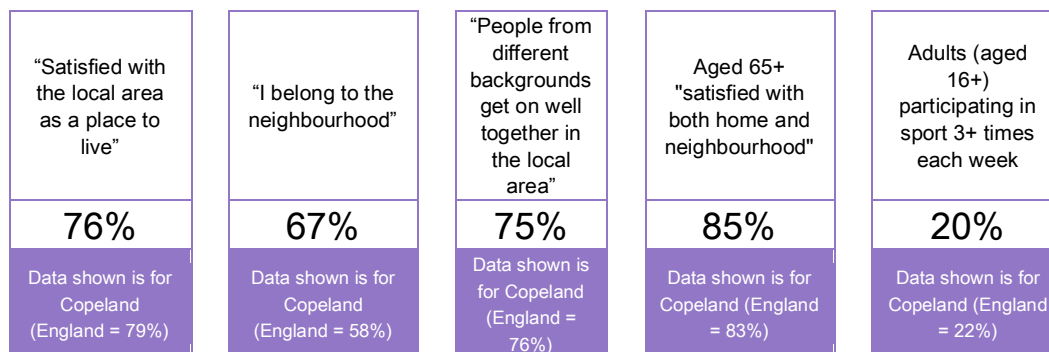 “Satisfied with
the local area
as a place to
live”
76%
Data shown is for
Copeland
(England = 79%)
“I belong to the
neighbourhood”
67%
Data shown is for
Copeland
(England = 58%)
“People from
different
backgrounds
get on well
together in
the local
area”
75%
Data shown is
for Copeland
(England =
76%)
Aged 65+
"satisfied with
both home and
neighbourhood"
85%
Data shown is for
Copeland (England
= 83%)
Adults (aged
16+)
participating in
sport 3+ times
each week
20%
Data shown is for
Copeland (England
= 22%)